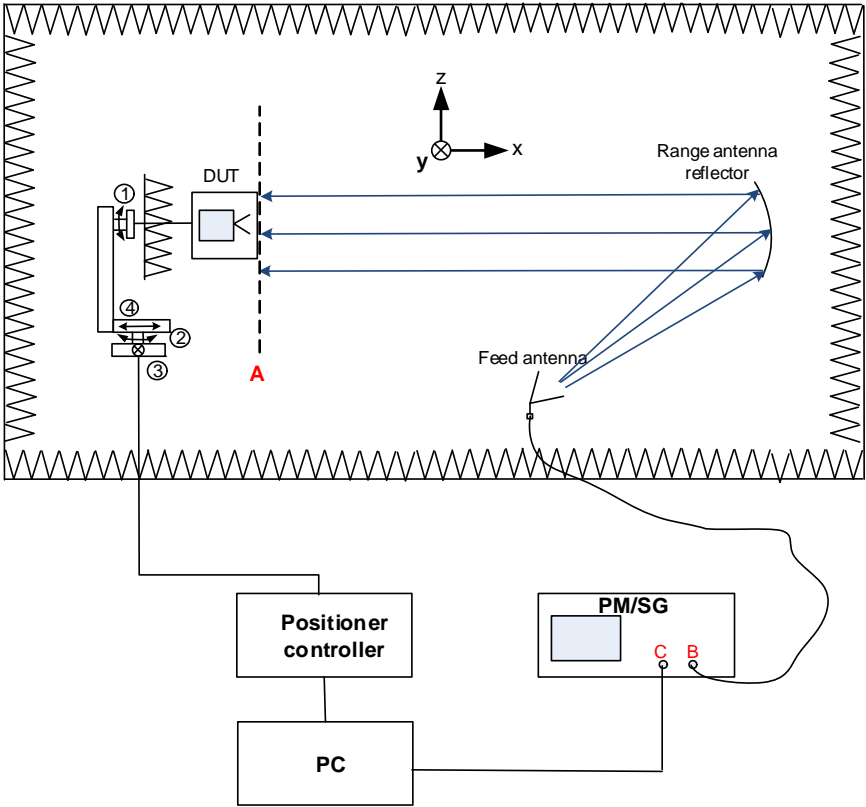 z
x
y
DUT
Range antenna
reflector
①
④
②
③
A
Feed antenna
PM/SG
C B
Positioner
controller
PC